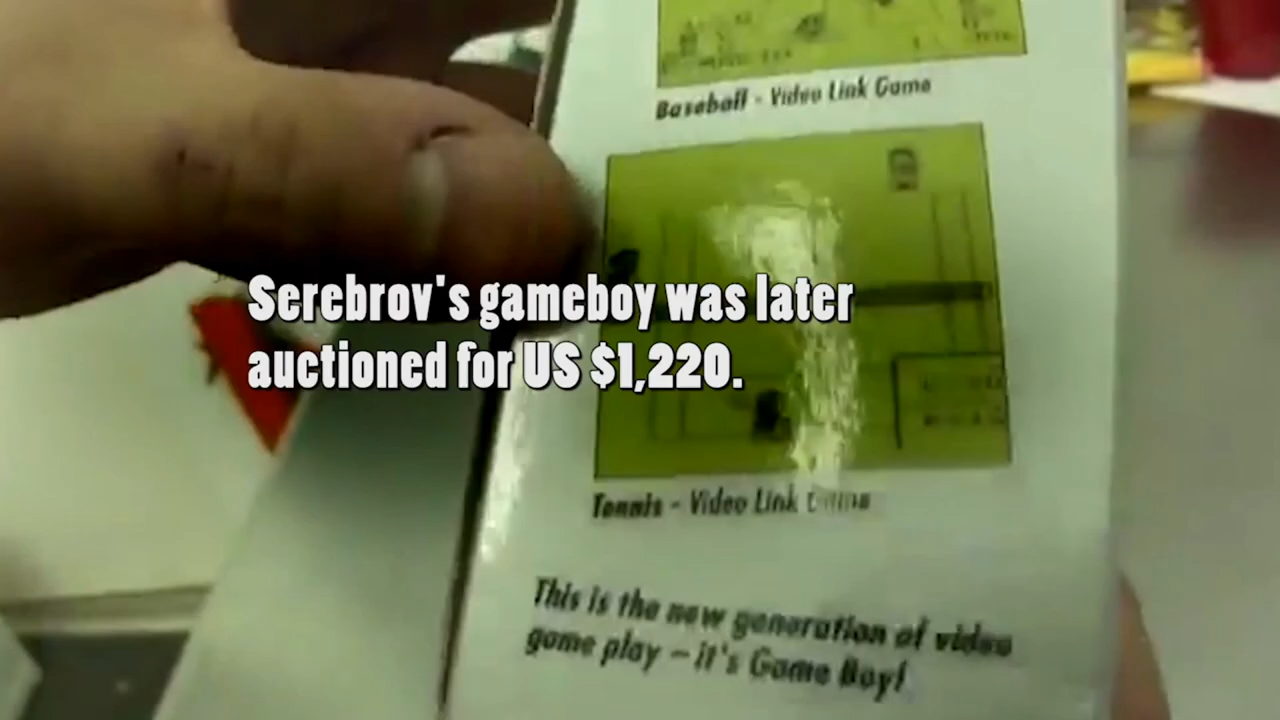 Baseball - Video Link Game
Serebrov's gameboy was later
auctioned for US $1,220.
Tennis - Video Link Game
This is the new generation of video
game play – it's Game Boy!